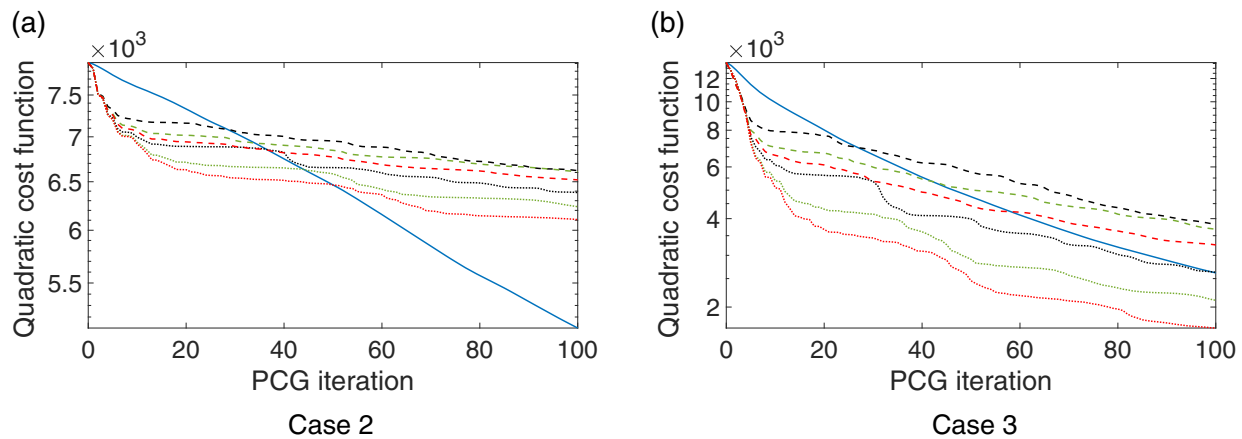 (a)
×10³
Quadratic cost function
7.5
7
6.5
6
5.5
0 20 40 60 80 100
PCG iteration
Case 2
(b)
×10³
Quadratic cost function
12
10
8
6
4
2
0 20 40 60 80 100
PCG iteration
Case 3